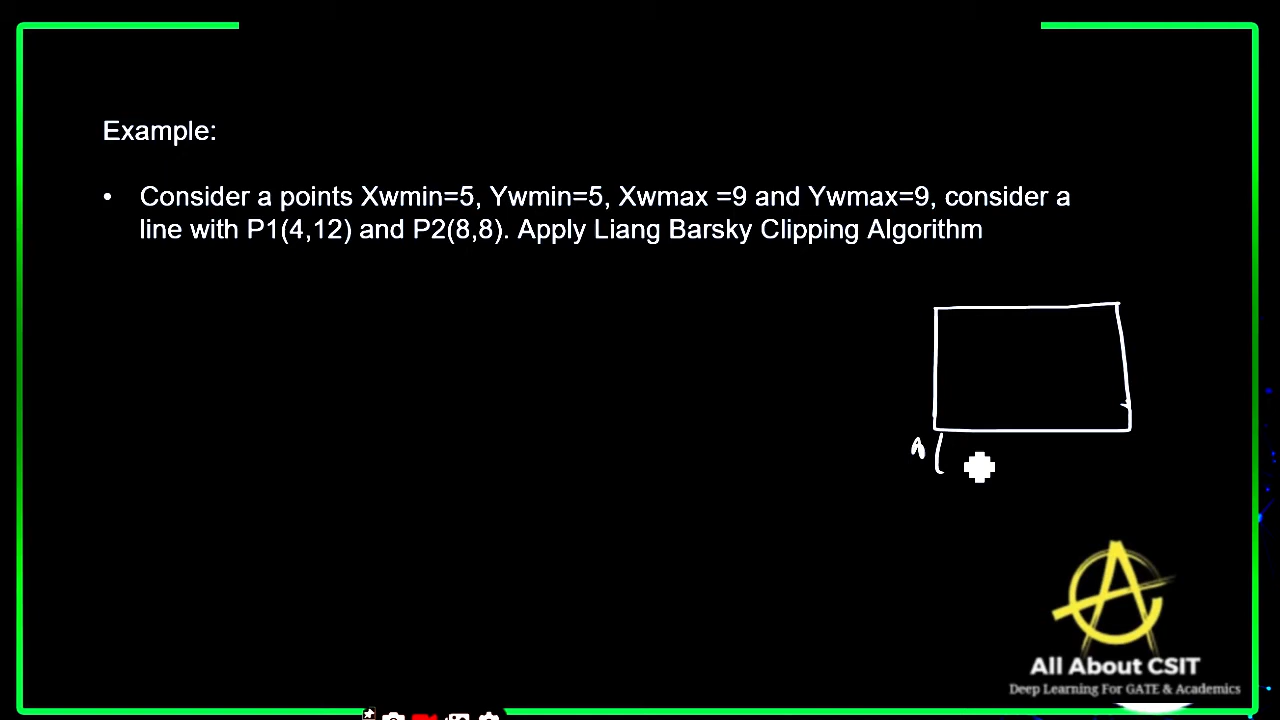 Example:
• Consider a points Xwmin=5, Ywmin=5, Xwmax =9 and Ywmax=9, consider a
line with P1(4,12) and P2(8,8). Apply Liang Barsky Clipping Algorithm
A (
All About CSIT
Deep Learning For GATE & Academics